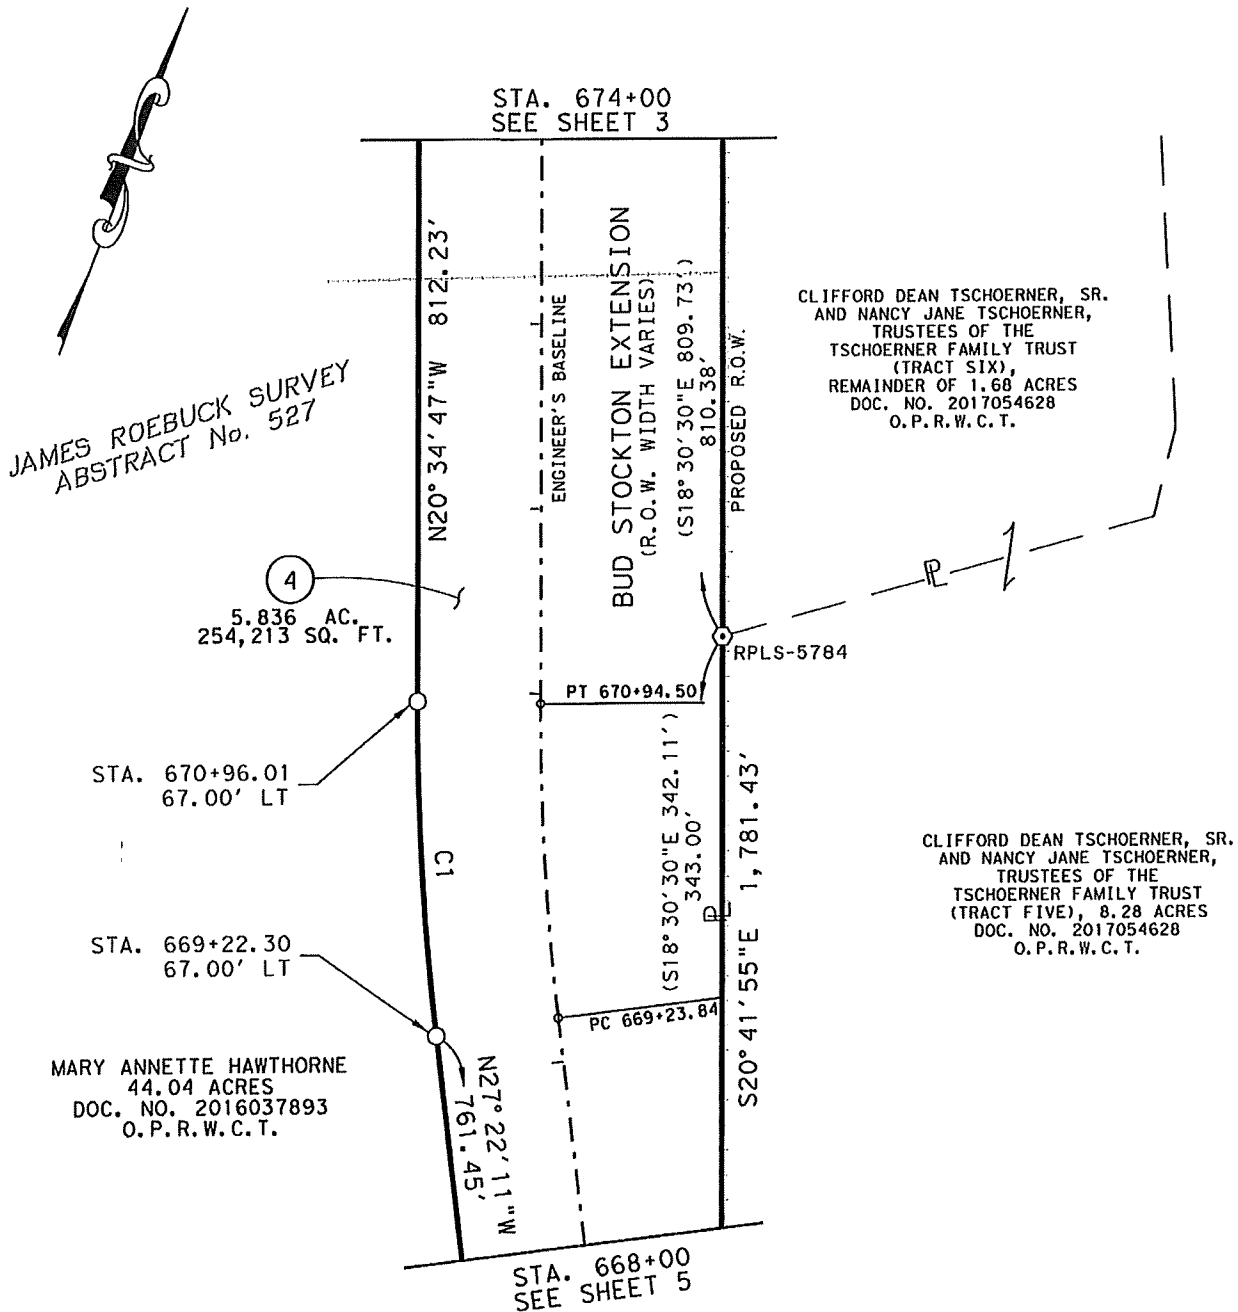 STA. 674+00
SEE SHEET 3
JAMES ROEBUCK SURVEY
ABSTRACT No. 527
N20°34'47"W 812.23'
ENGINEER'S BASELINE
BUD STOCKTON EXTENSION
(R.O.W. WIDTH VARIES)
(S18°30'30"E 809.73')
810.38'
PROPOSED R.O.W.
CLIFFORD DEAN TSCHOERNER, SR.
AND NANCY JANE TSCHOERNER,
TRUSTEES OF THE
TSCHOERNER FAMILY TRUST
(TRACT SIX),
REMAINDER OF 1.68 ACRES
DOC. NO. 2017054628
O.P.R.W.C.T.
4
5.836 AC.
254,213 SQ. FT.
PL
RPLS-5784
PT 670+94.50
STA. 670+96.01
67.00' LT
C1
(S18°30'30"E 342.11')
343.00'
PL
S20°41'55"E 1,781.43'
CLIFFORD DEAN TSCHOERNER, SR.
AND NANCY JANE TSCHOERNER,
TRUSTEES OF THE
TSCHOERNER FAMILY TRUST
(TRACT FIVE), 8.28 ACRES
DOC. NO. 2017054628
O.P.R.W.C.T.
STA. 669+22.30
67.00' LT
PC 669+23.84
MARY ANNETTE HAWTHORNE
44.04 ACRES
DOC. NO. 2016037893
O.P.R.W.C.T.
N27°22'11"W
761.45'
STA. 668+00
SEE SHEET 5